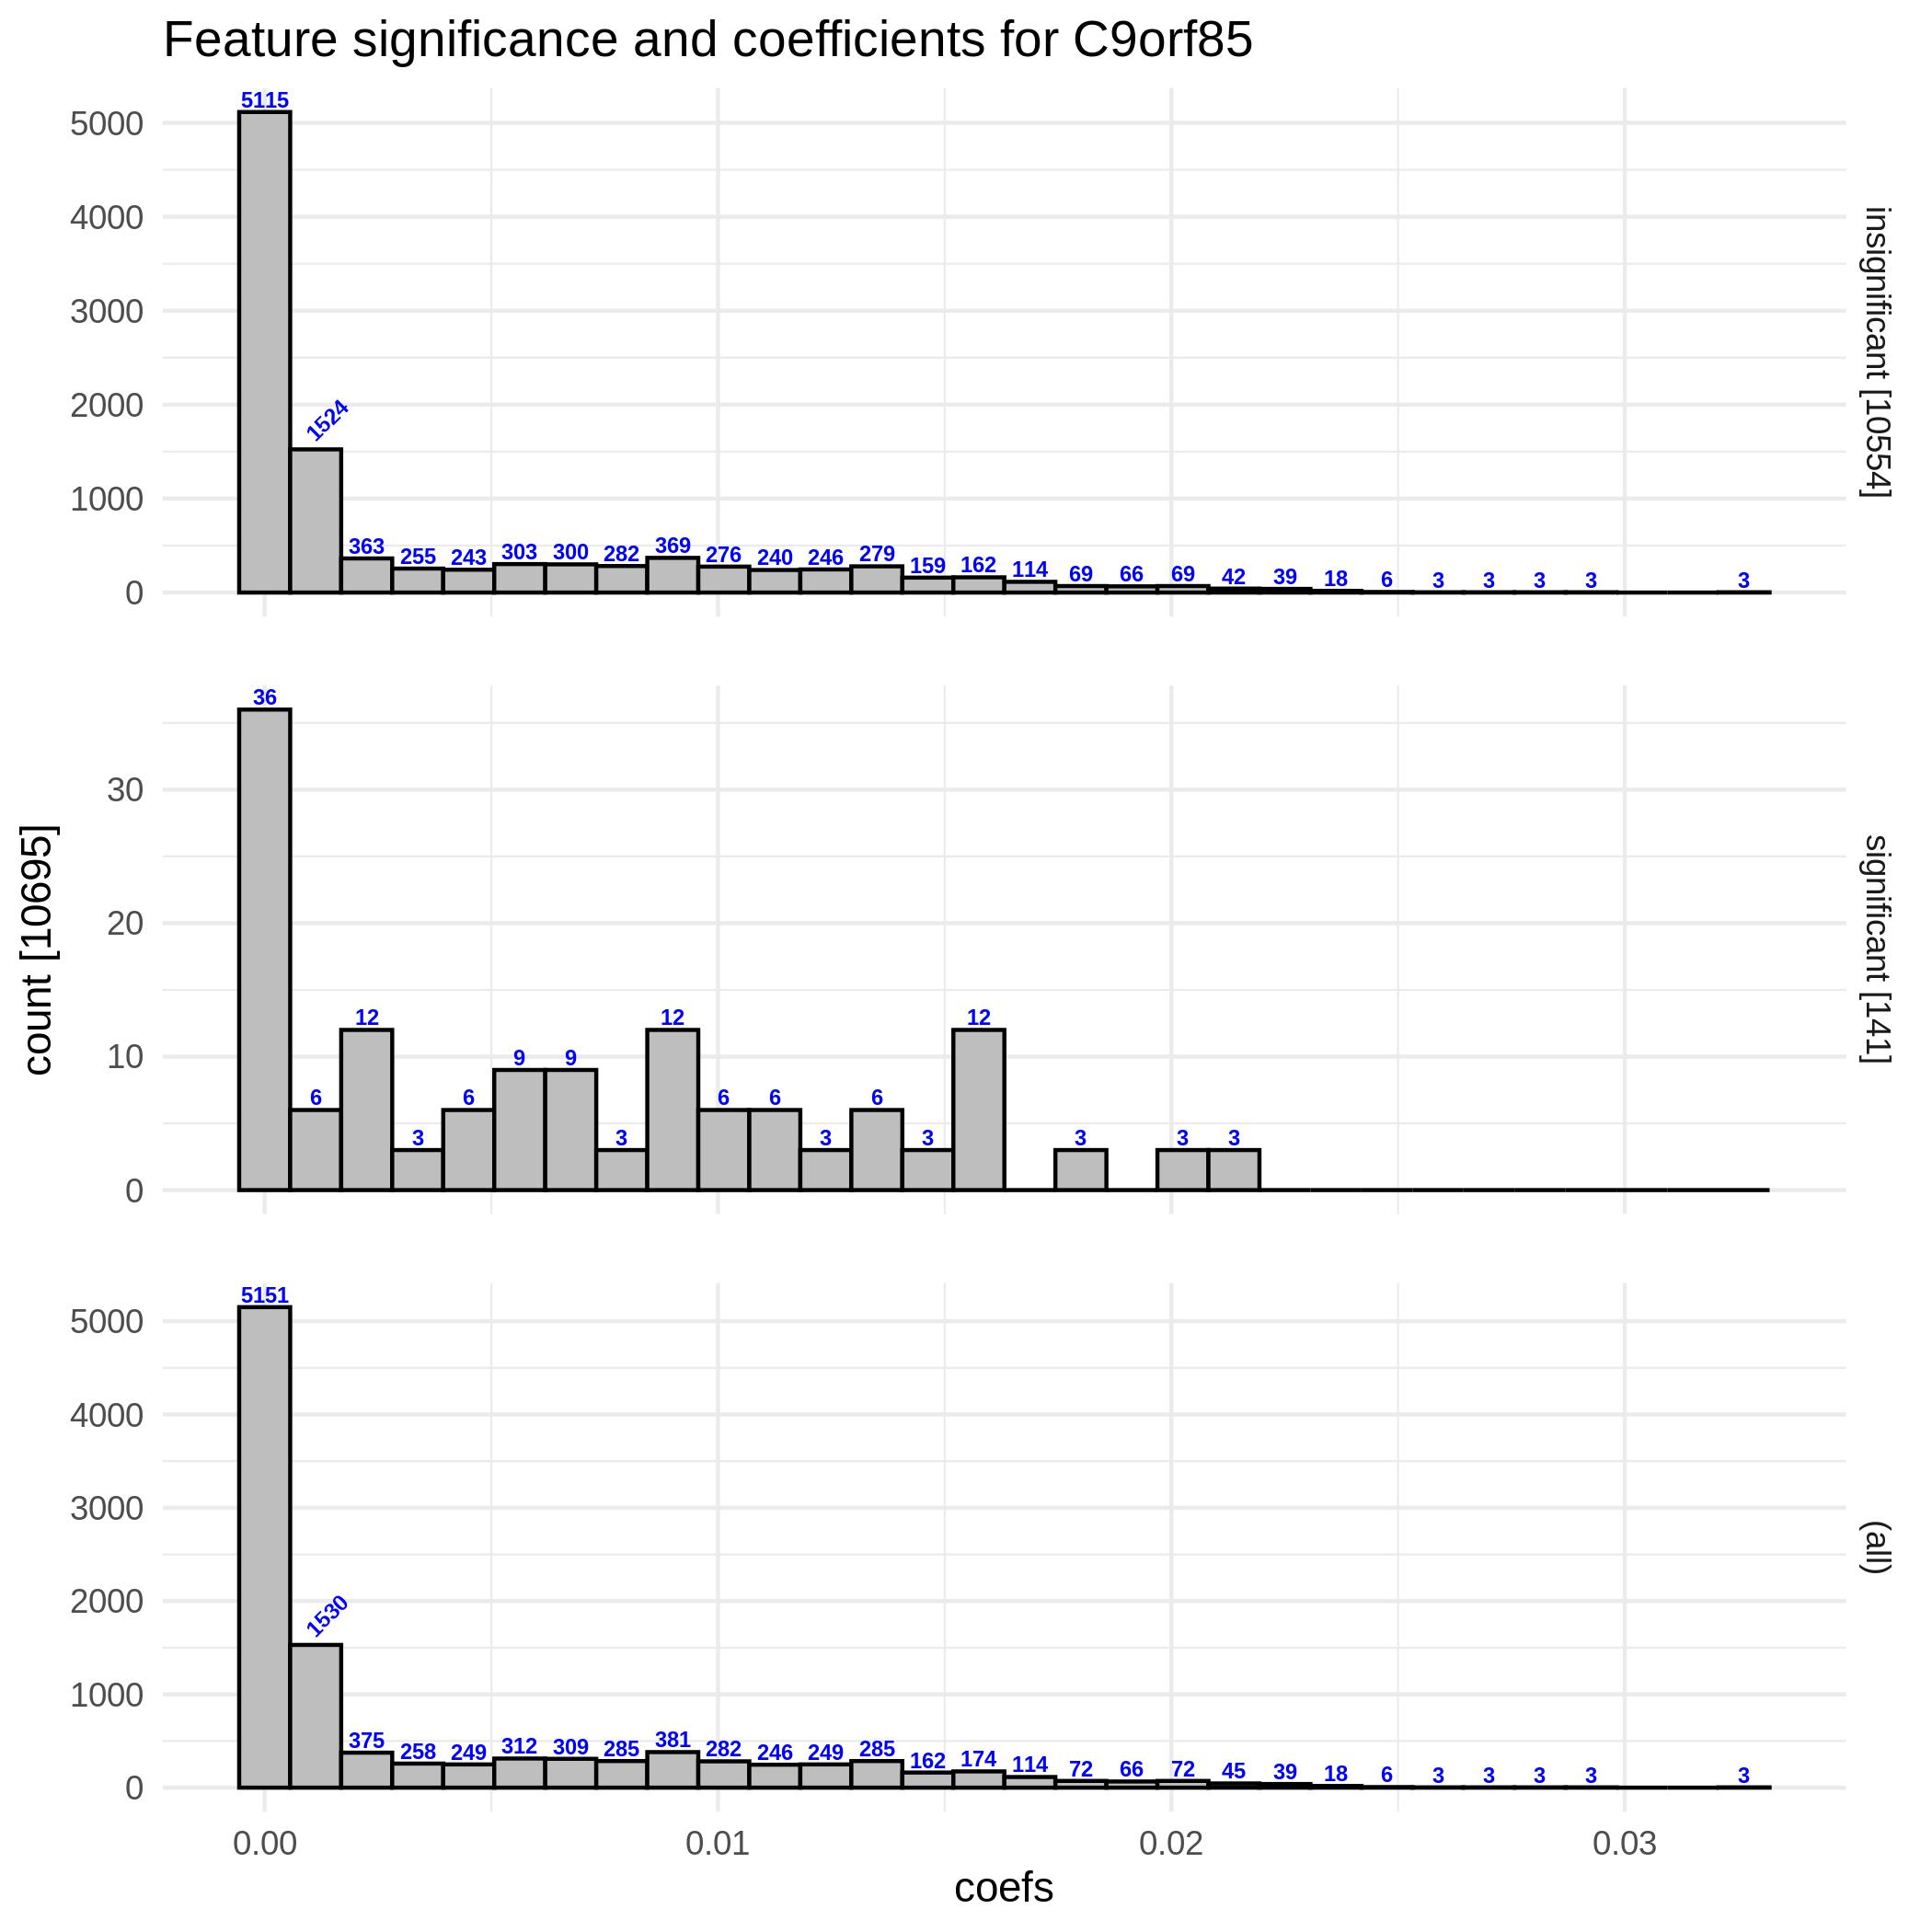 Feature significance and coefficients for C9orf85
5115
5000
4000
3000
2000
1000
0
1524
363 255 243 303 300 282 369 276 240 246 279 159 162 114 69 66 69 42 39 18 6 3 3 3 3 3
insignificant [10554]
36
30
20
10
0
6 12 3 6 9 9 3 12 6 6 3 6 3 12 3 3 3
significant [141]
count [10695]
5151
5000
4000
3000
2000
1000
0
1530
375 258 249 312 309 285 381 282 246 249 285 162 174 114 72 66 72 45 39 18 6 3 3 3 3 3
(all)
0.00 0.01 0.02 0.03
coefs